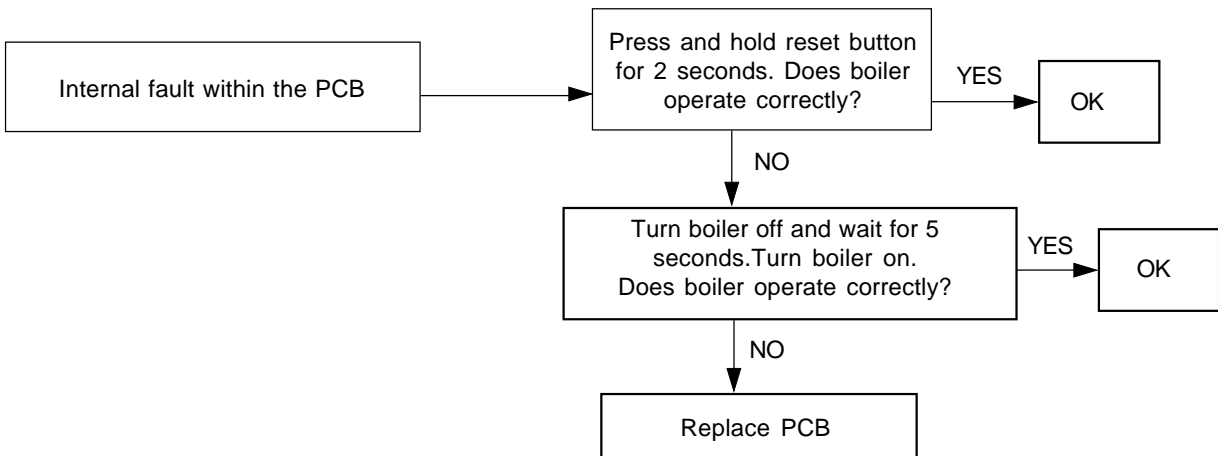 Internal fault within the PCB
Press and hold reset button
for 2 seconds. Does boiler
operate correctly?
YES
OK
NO
Turn boiler off and wait for 5
seconds.Turn boiler on.
Does boiler operate correctly?
YES
OK
NO
Replace PCB